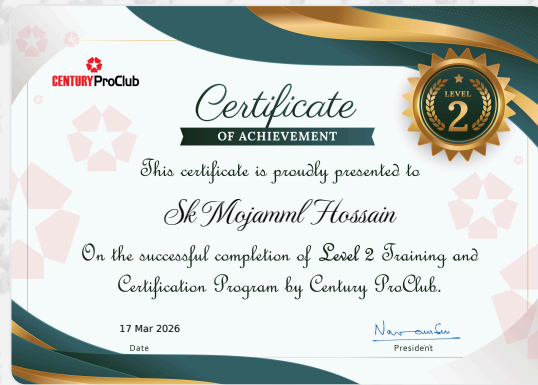 CENTURY ProClub
Certificate
OF ACHIEVEMENT
LEVEL
2
This certificate is proudly presented to
Sk Mojamml Hossain
On the successful completion of Level 2 Training and
Certification Program by Century ProClub.
17 Mar 2026
Date
President